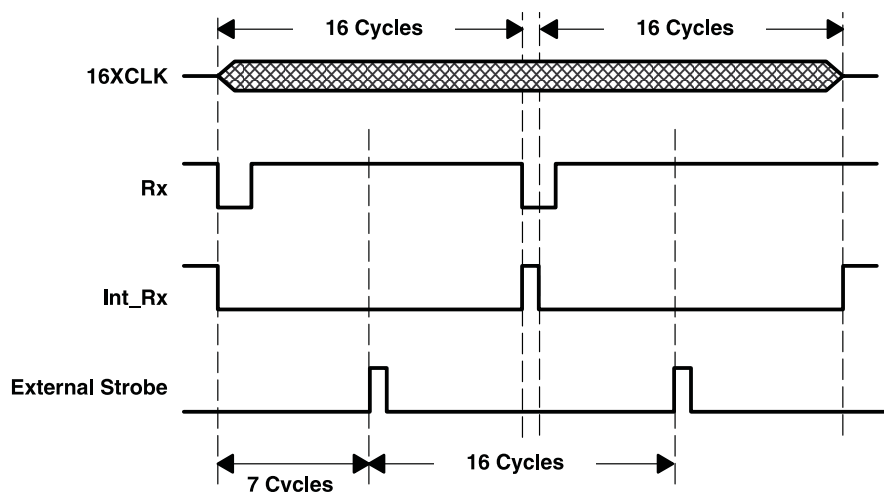 16 Cycles 16 Cycles
16XCLK
Rx
Int_Rx
External Strobe
16 Cycles
7 Cycles